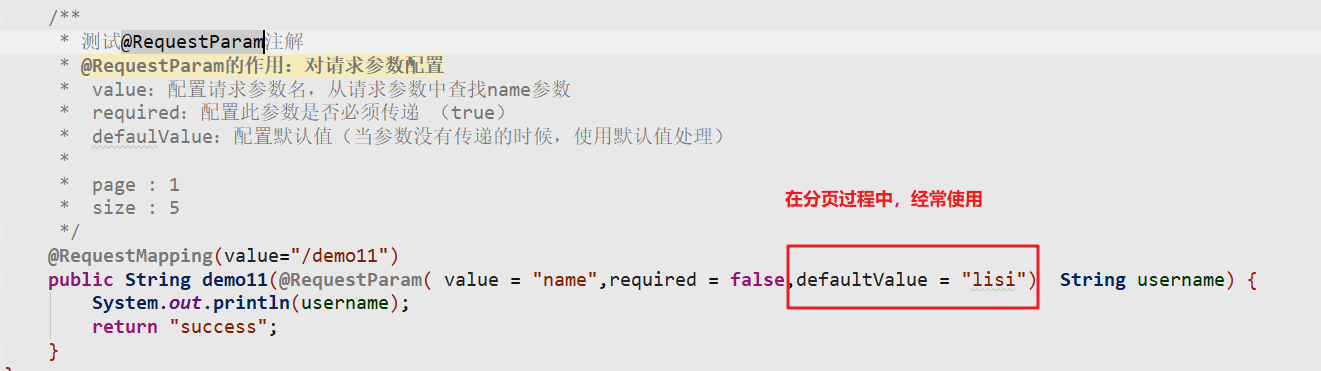 /**
* 测试@RequestParam注解
* @RequestParam的作用：对请求参数配置
* value：配置请求参数名，从请求参数中查找name参数
* required：配置此参数是否必须传递 （true）
* defaulValue：配置默认值（当参数没有传递的时候，使用默认值处理）
*
* page : 1
* size : 5
*/
在分页过程中，经常使用
@RequestMapping(value="/demo11")
public String demo11(@RequestParam( value = "name",required = false,defaultValue = "lisi") String username) {
System.out.println(username);
return "success";
}